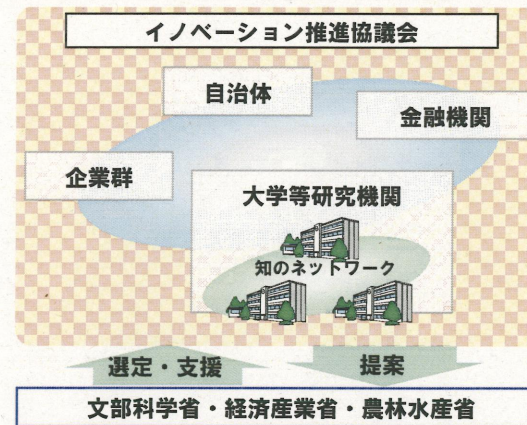 イノベーション推進協議会
自治体
金融機関
企業群
大学等研究機関
知のネットワーク
選定・支援
提案
文部科学省・経済産業省・農林水産省